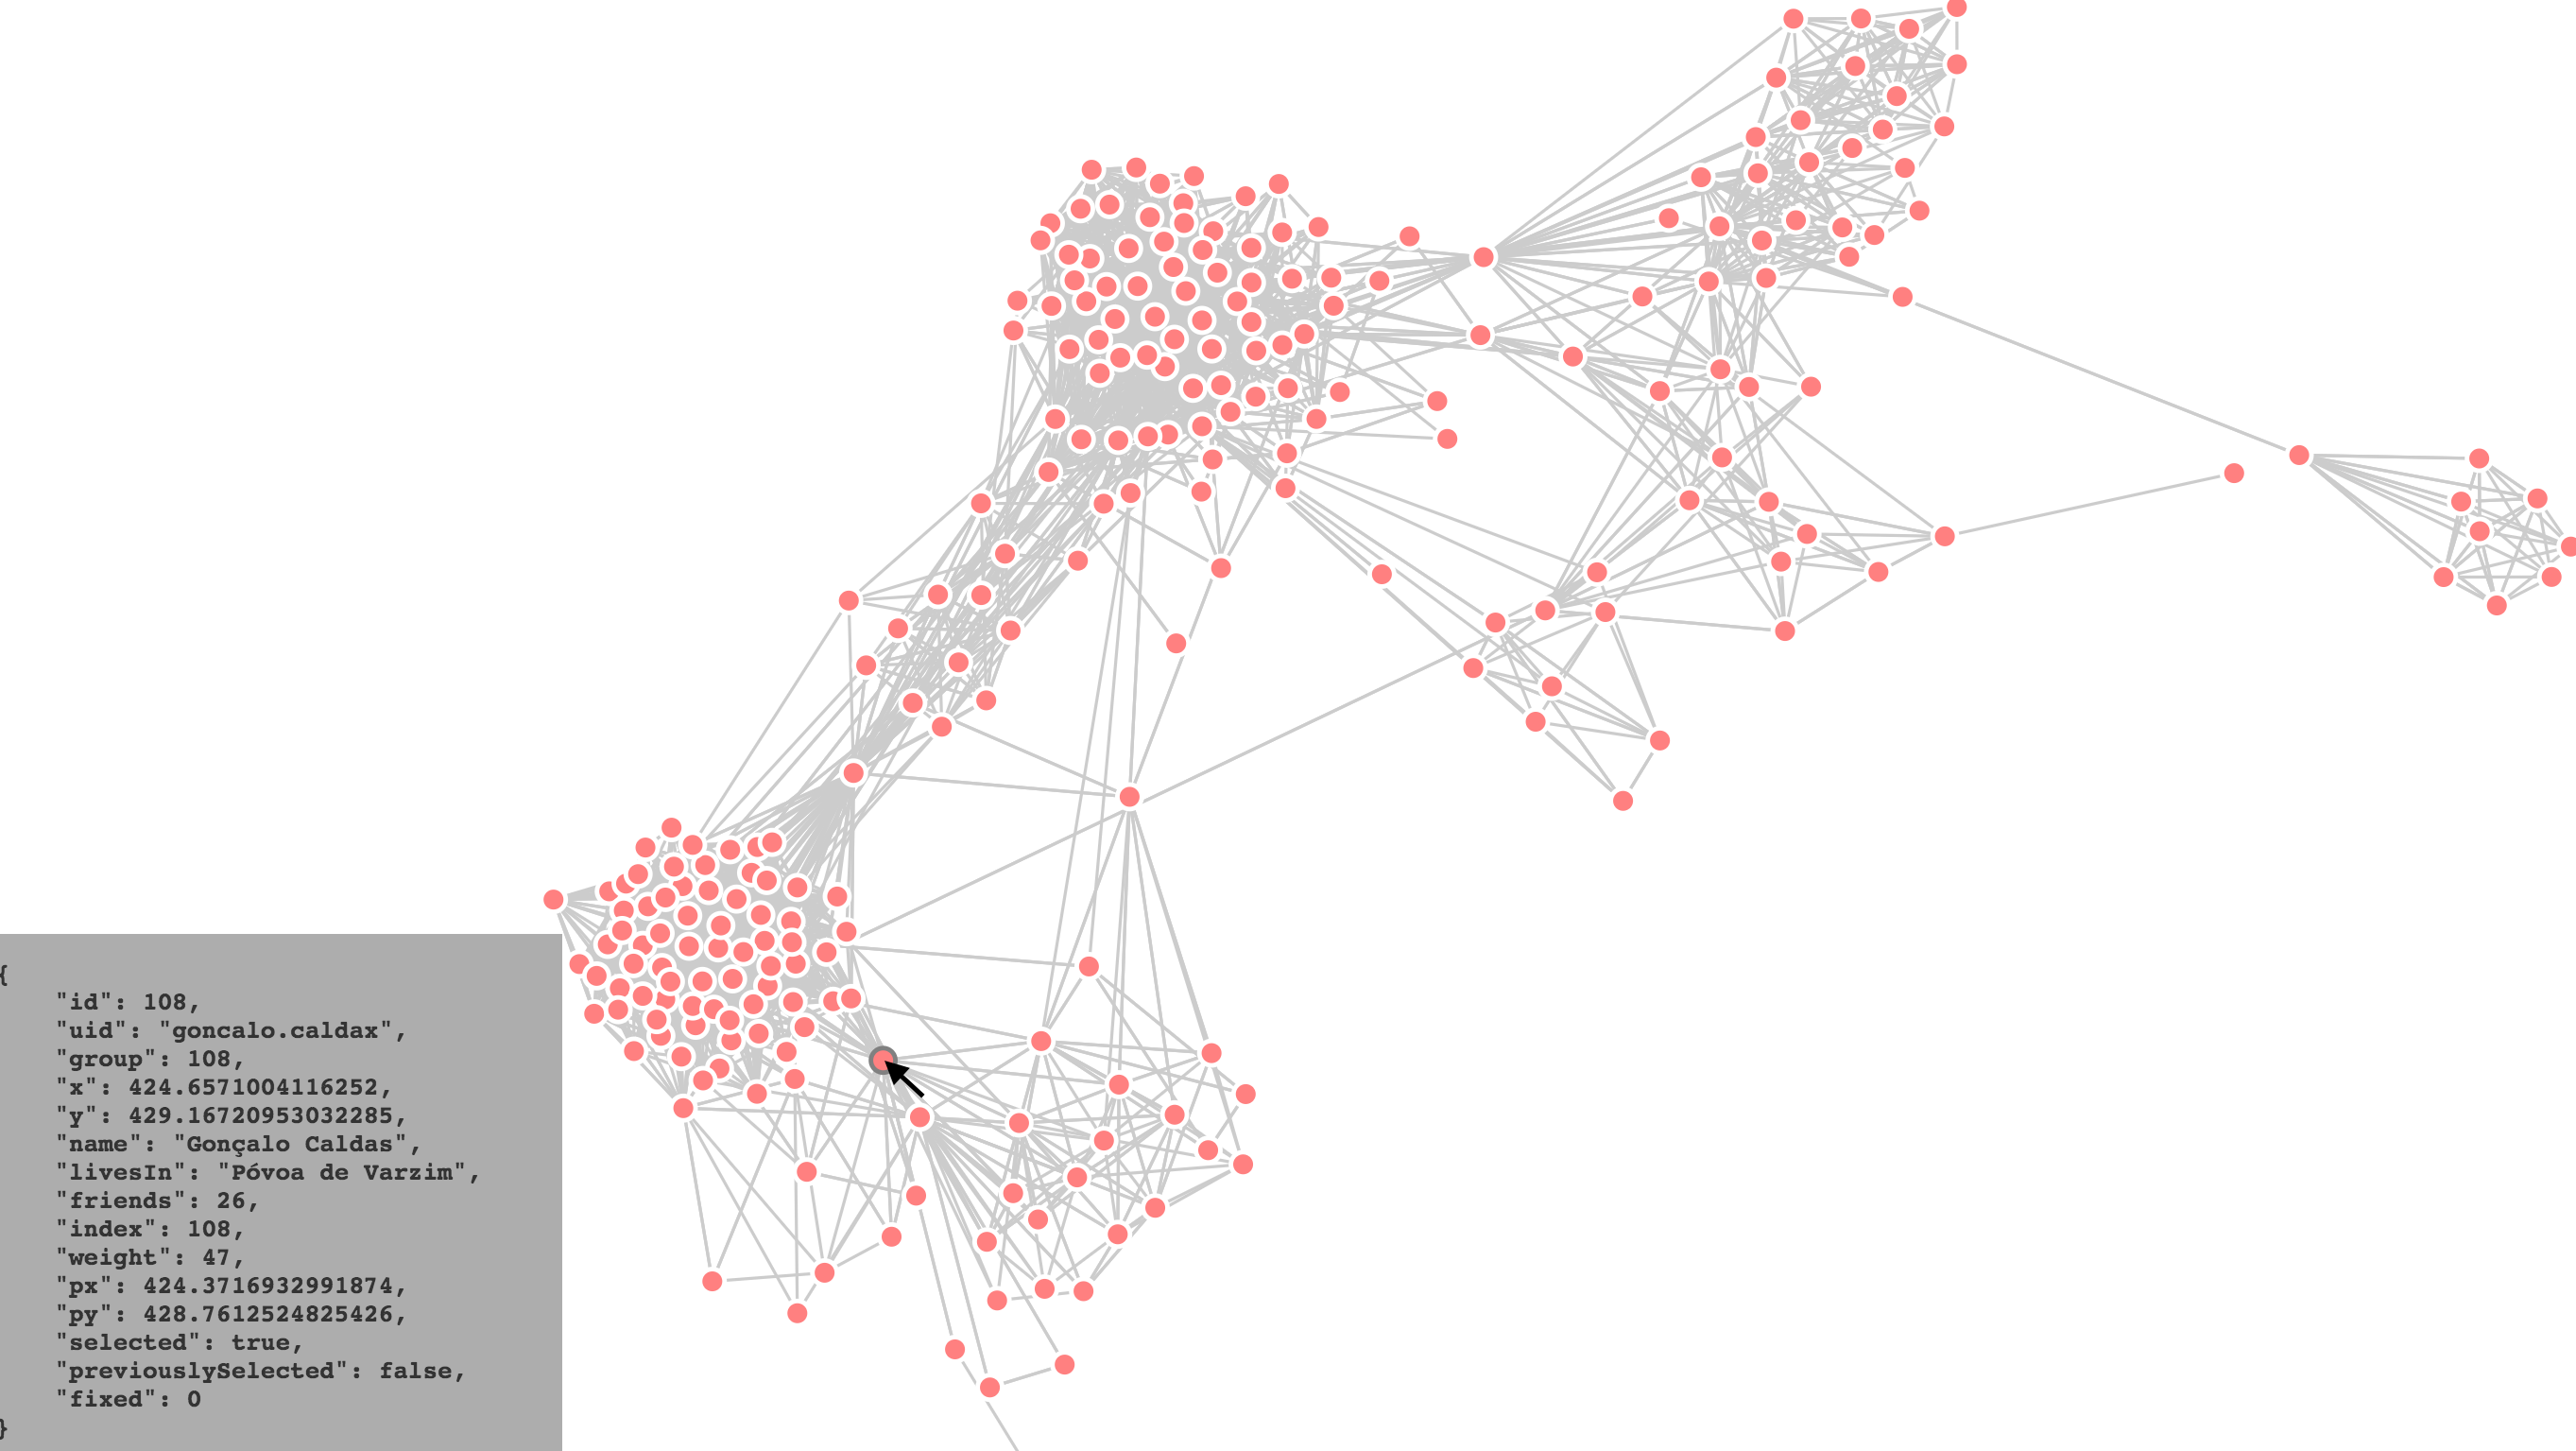 {
"id": 108,
"uid": "goncalo.caldax",
"group": 108,
"x": 424.6571004116252,
"y": 429.16720953032285,
"name": "Gonçalo Caldas",
"livesIn": "Póvoa de Varzim",
"friends": 26,
"index": 108,
"weight": 47,
"px": 424.3716932991874,
"py": 428.7612524825426,
"selected": true,
"previouslySelected": false,
"fixed": 0
}